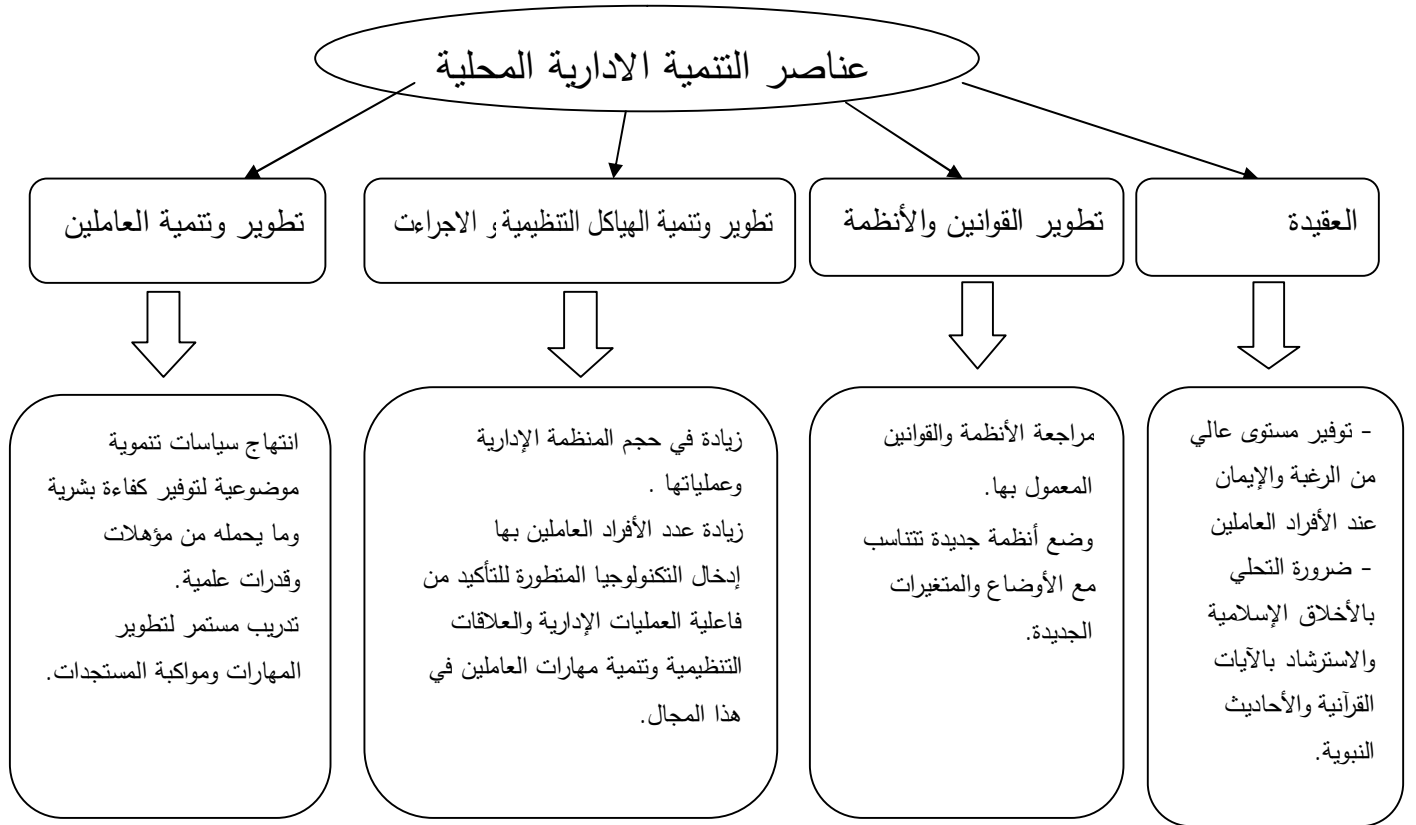 عناصر التنمية الادارية المحلية
العقيدة
تطوير القوانين والأنظمة
تطوير وتنمية الهياكل التنظيمية و الاجراءت
تطوير وتنمية العاملين
- توفير مستوى عالي
من الرغبة والإيمان
عند الأفراد العاملين
- ضرورة التحلي
بالأخلاق الإسلامية
والاسترشاد بالآيات
القرآنية والأحاديث
النبوية.
مراجعة الأنظمة والقوانين
المعمول بها.
وضع أنظمة جديدة تتناسب
مع الأوضاع والمتغيرات
الجديدة.
زيادة في حجم المنظمة الإدارية
وعملياتها .
زيادة عدد الأفراد العاملين بها
إدخال التكنولوجيا المتطورة للتأكيد من
فاعلية العمليات الإدارية والعلاقات
التنظيمية وتنمية مهارات العاملين في
هذا المجال.
انتهاج سياسات تنموية
موضوعية لتوفير كفاءة بشرية
وما يحمله من مؤهلات
وقدرات علمية.
تدريب مستمر لتطوير
المهارات ومواكبة المستجدات.